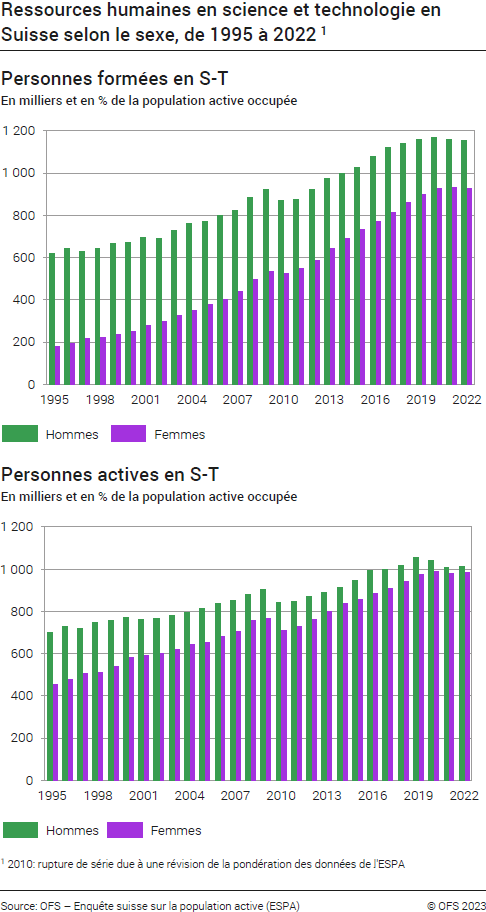 Ressources humaines en science et technologie en
Suisse selon le sexe, de 1995 à 2022 ¹
Personnes formées en S-T
En milliers et en % de la population active occupée
1 200
1 000
800
600
400
200
0
1995 1998 2001 2004 2007 2010 2013 2016 2019 2022
Hommes Femmes
Personnes actives en S-T
En milliers et en % de la population active occupée
1 200
1 000
800
600
400
200
0
1995 1998 2001 2004 2007 2010 2013 2016 2019 2022
Hommes Femmes
¹ 2010: rupture de série due à une révision de la pondération des données de l'ESPA
Source: OFS – Enquête suisse sur la population active (ESPA) © OFS 2023